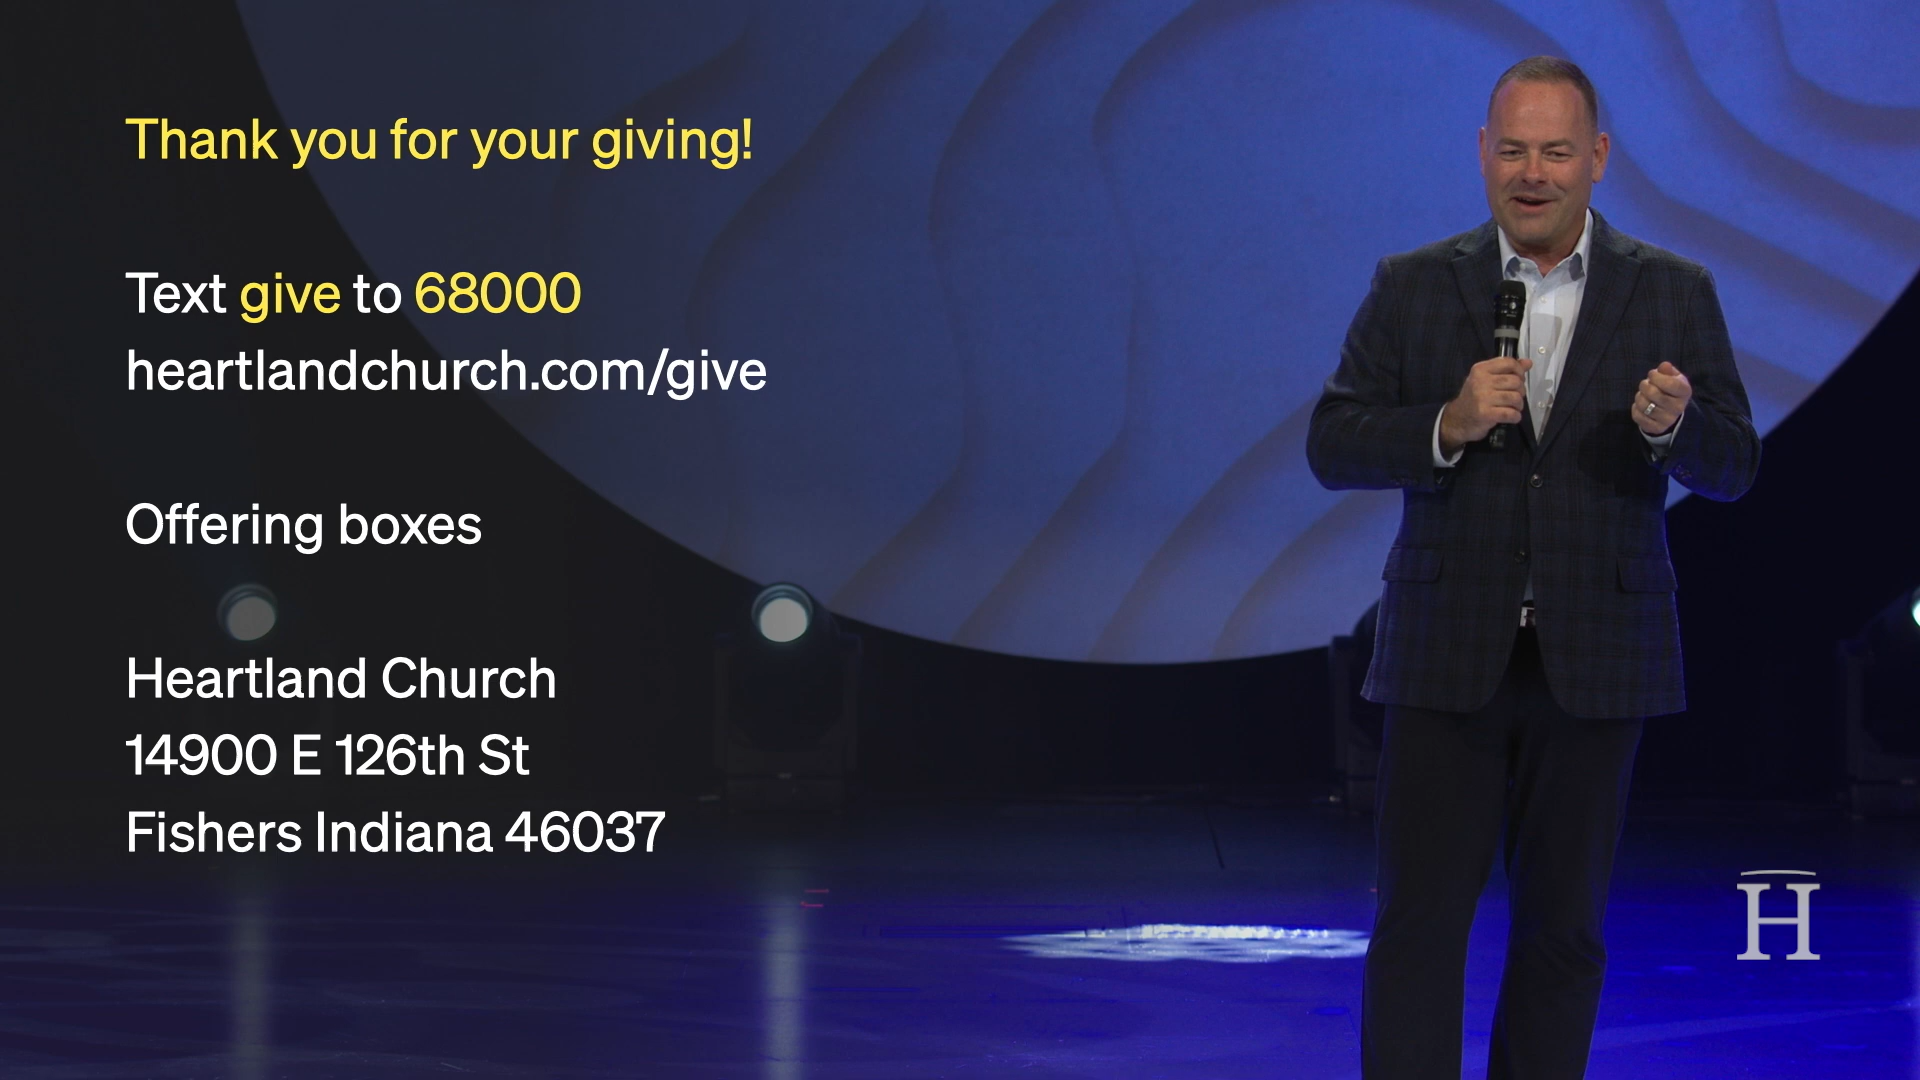 Thank you for your giving!
Text give to 68000
heartlandchurch.com/give
Offering boxes
Heartland Church
14900 E 126th St
Fishers Indiana 46037
H